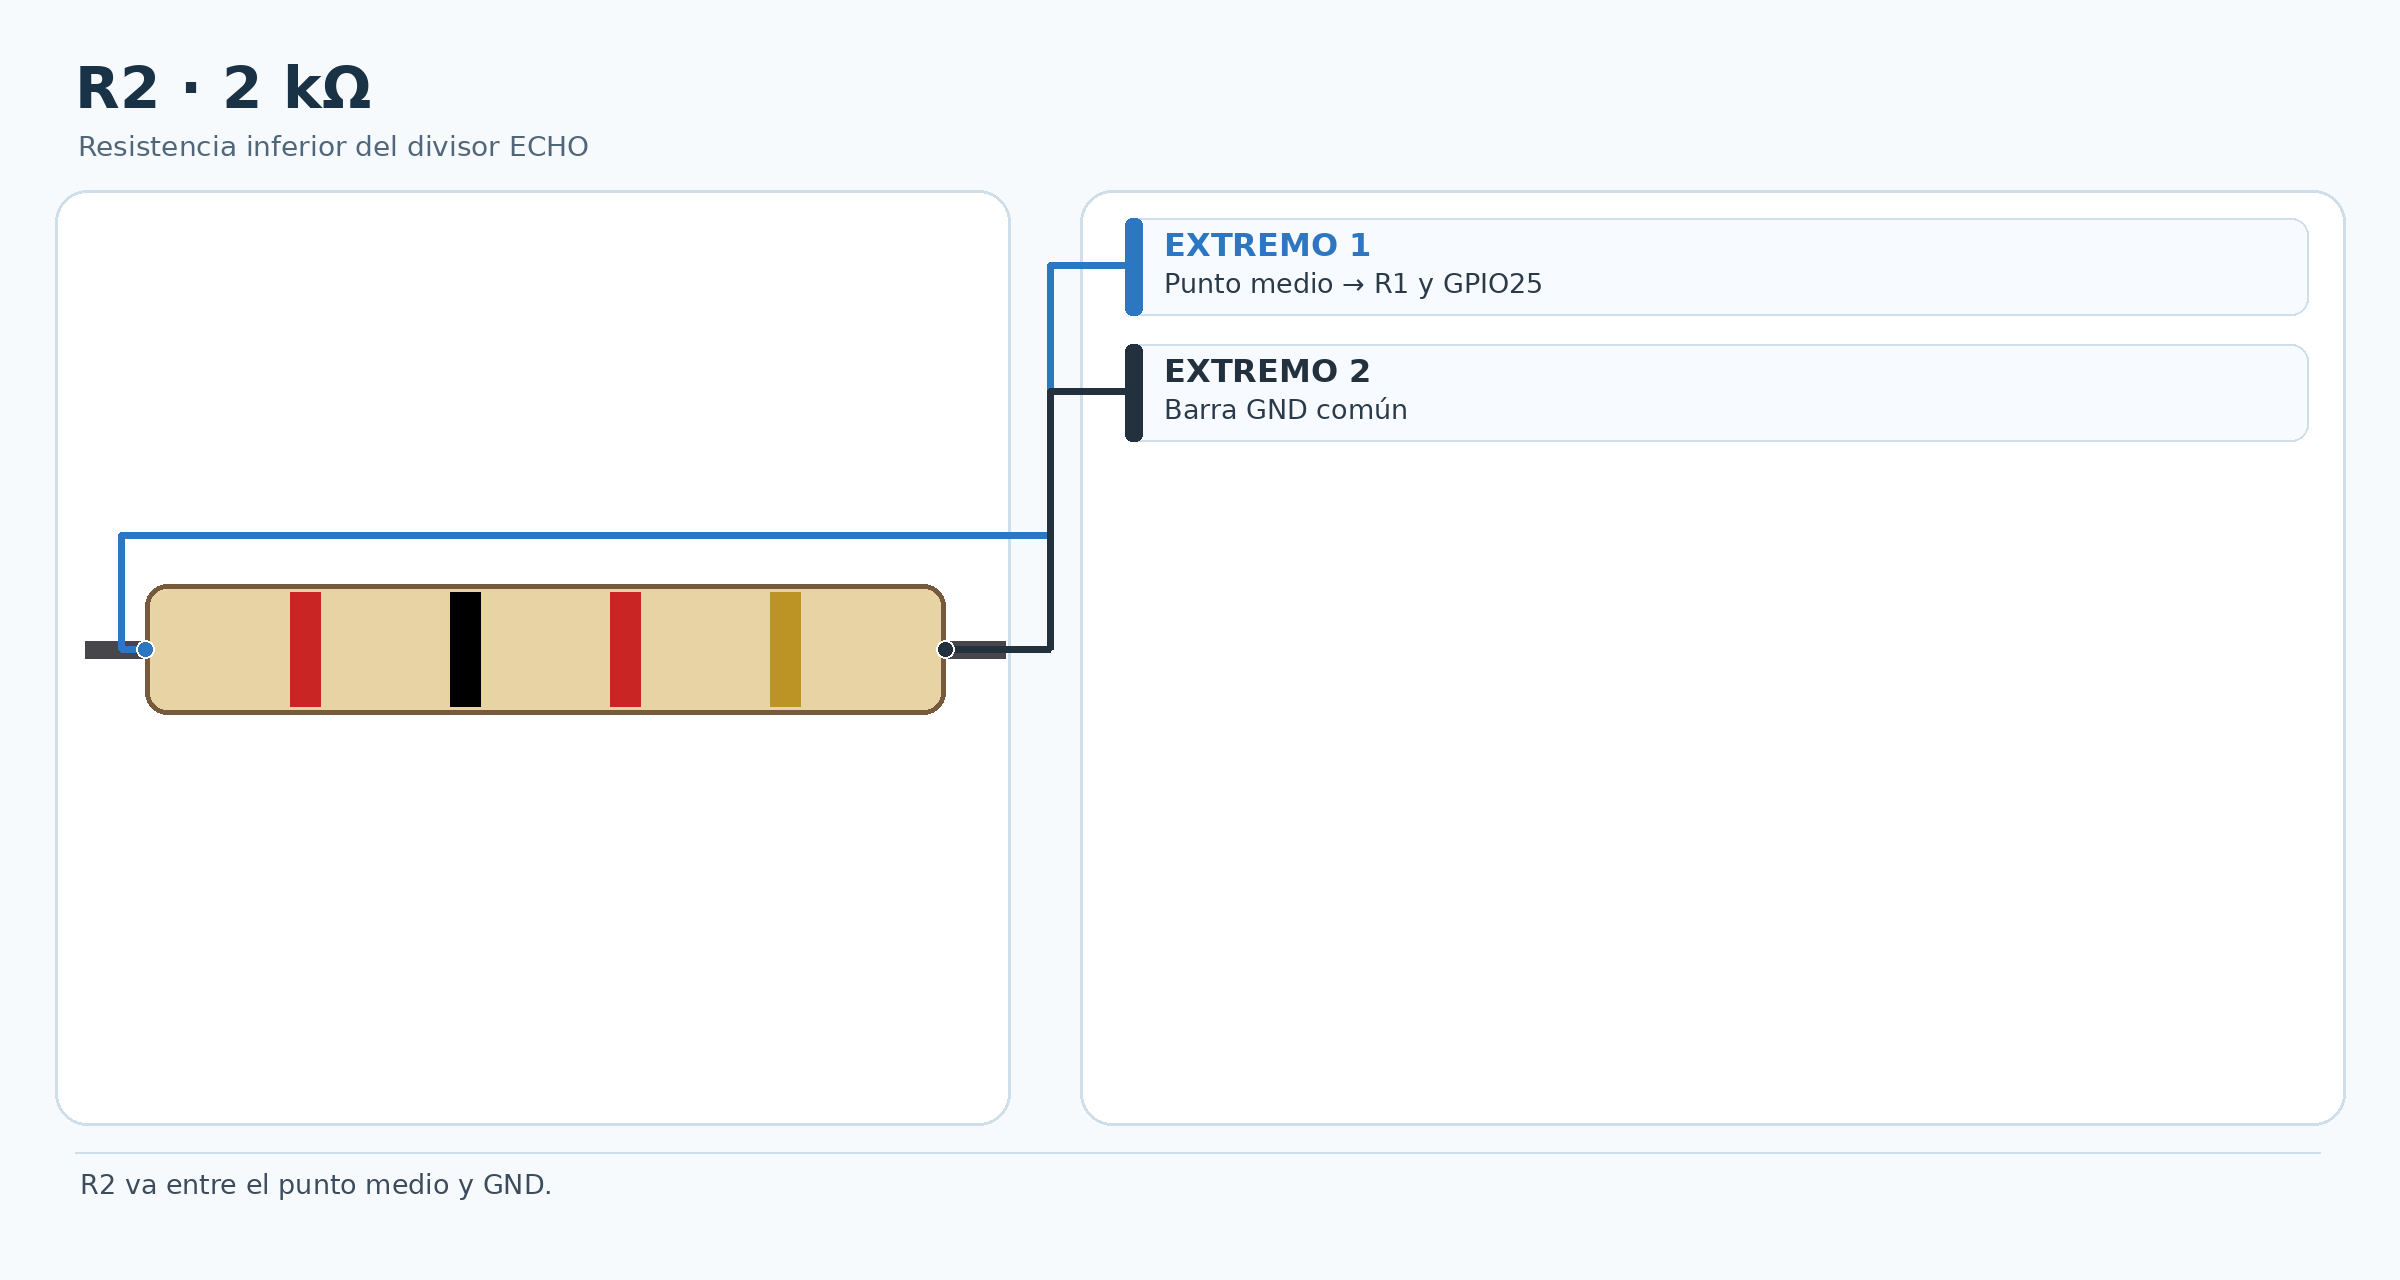 R2 · 2 kΩ
Resistencia inferior del divisor ECHO
EXTREMO 1
Punto medio → R1 y GPIO25
EXTREMO 2
Barra GND común
R2 va entre el punto medio y GND.